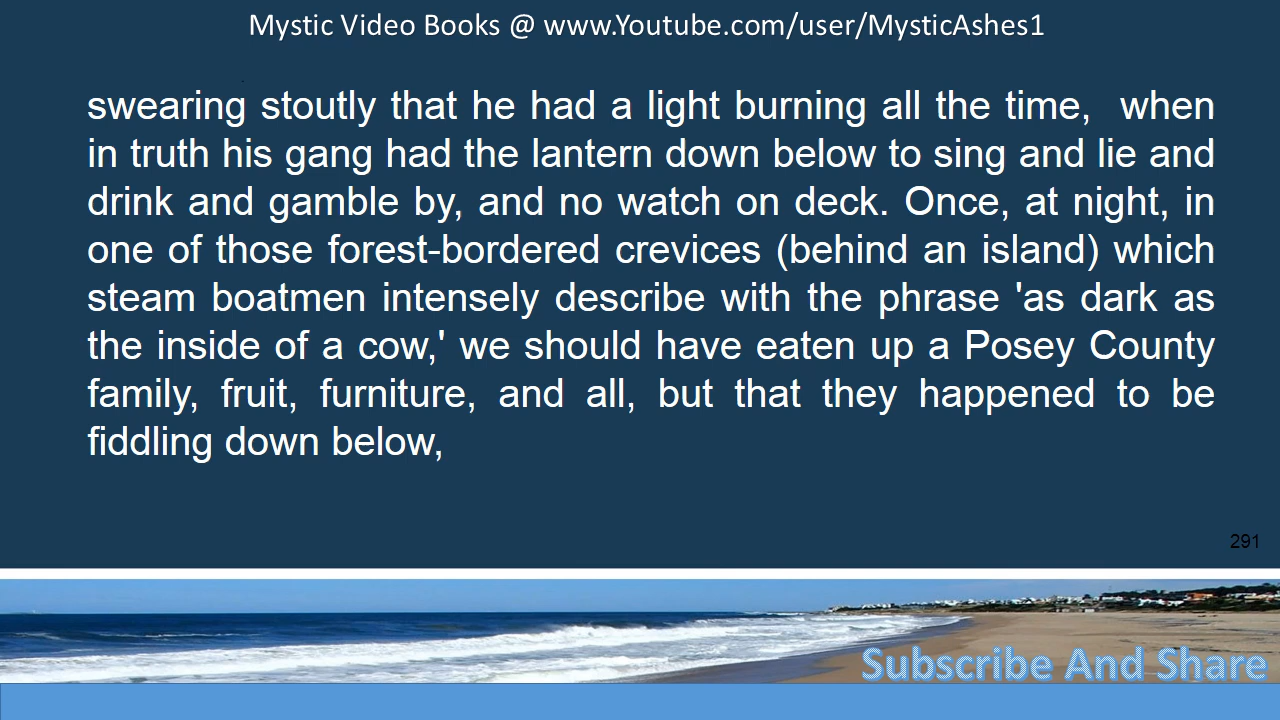 Mystic Video Books @ www.Youtube.com/user/MysticAshes1
swearing stoutly that he had a light burning all the time,  when
in truth his gang had the lantern down below to sing and lie and
drink and gamble by, and no watch on deck. Once, at night, in
one of those forest-bordered crevices (behind an island) which
steam boatmen intensely describe with the phrase 'as dark as
the inside of a cow,' we should have eaten up a Posey County
family, fruit, furniture, and all, but that they happened to be
fiddling down below,
291
Subscribe And Share